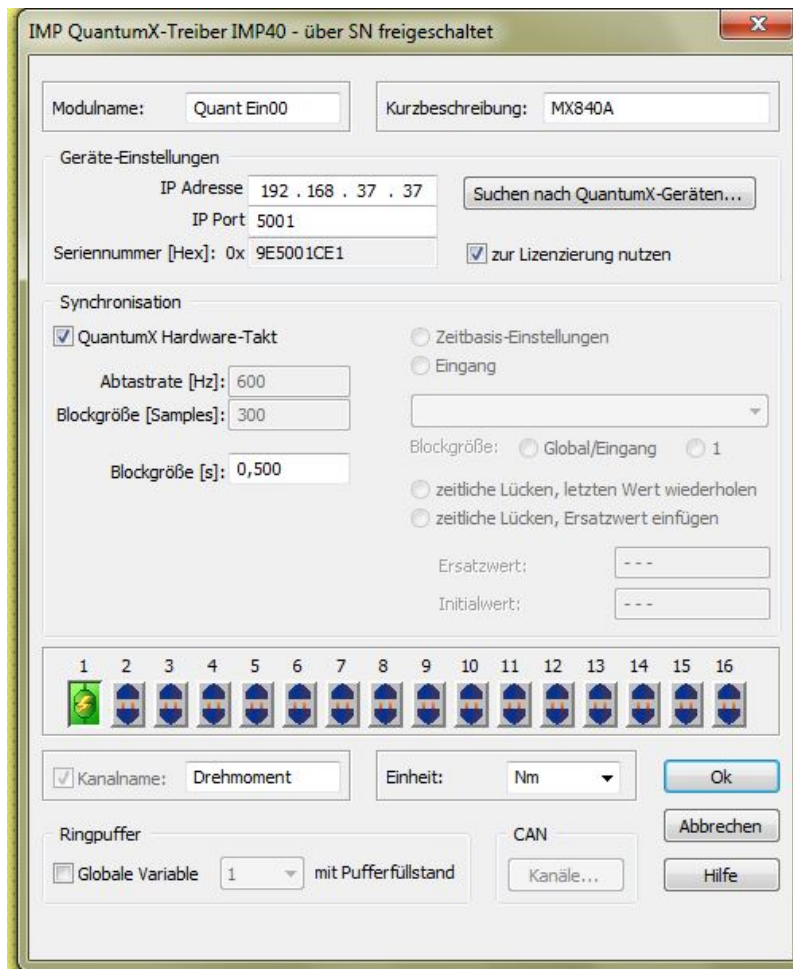 IMP QuantumX-Treiber IMP40 - über SN freigeschaltet
Modulname: Quant Ein00 Kurzbeschreibung: MX840A
Geräte-Einstellungen
IP Adresse 192 . 168 . 37 . 37 Suchen nach QuantumX-Geräten...
IP Port 5001
Seriennummer [Hex]: 0x 9E5001CE1 zur Lizenzierung nutzen
Synchronisation
QuantumX Hardware-Takt Zeitbasis-Einstellungen
Eingang
Abtastrate [Hz]: 600
Blockgröße [Samples]: 300
Blockgröße: Global/Eingang 1
Blockgröße [s]: 0,500
zeitliche Lücken, letzten Wert wiederholen
zeitliche Lücken, Ersatzwert einfügen
Ersatzwert: ---
Initialwert: ---
1 2 3 4 5 6 7 8 9 10 11 12 13 14 15 16
Kanalname: Drehmoment Einheit: Nm Ok
Ringpuffer CAN Abbrechen
Globale Variable 1 mit Pufferfüllstand Kanäle... Hilfe